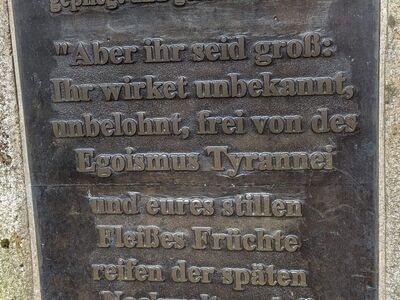 "Aber ihr seid groß:
Ihr wirket unbekannt,
unbelohnt, frei von des
Egoismus Tyrannei
und eures stillen
Fleißes Früchte
reifen der späten